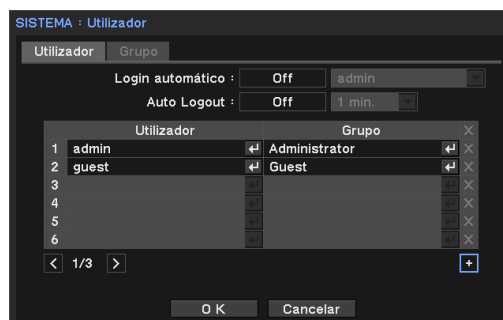 SISTEMA : Utilizador
Utilizador Grupo
Login automático : Off admin
Auto Logout : Off 1 min.
Utilizador Grupo X
1 admin Administrator X
2 guest Guest X
3 X
4 X
5 X
6 X
< 1/3 > +
O K Cancelar